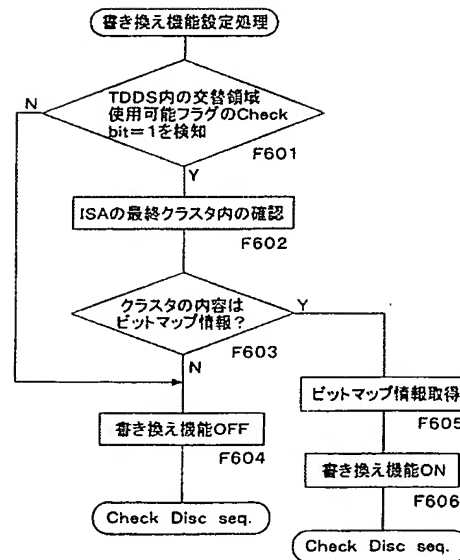 書き換え機能設定処理
N
TDDS内の交替領域
使用可能フラグのCheck
bit=1を検知
F601
Y
ISAの最終クラスタ内の確認
F602
クラスタの内容は
ビットマップ情報?
Y
F603
N
ビットマップ情報取得
F605
書き換え機能OFF
F604
書き換え機能ON
F606
Check Disc seq.
Check Disc seq.